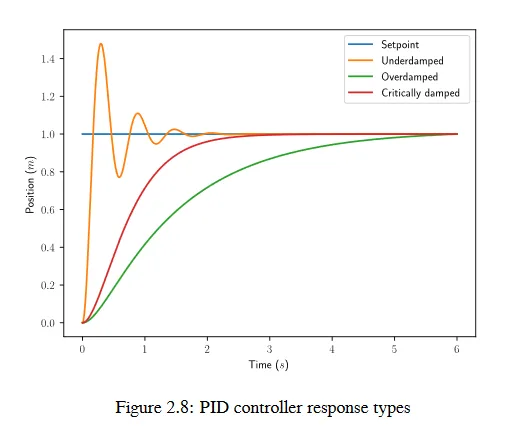 Setpoint
Underdamped
Overdamped
Critically damped
1.4
1.2
1.0
0.8
0.6
0.4
0.2
0.0
Position (m)
0 1 2 3 4 5 6
Time (s)
Figure 2.8: PID controller response types